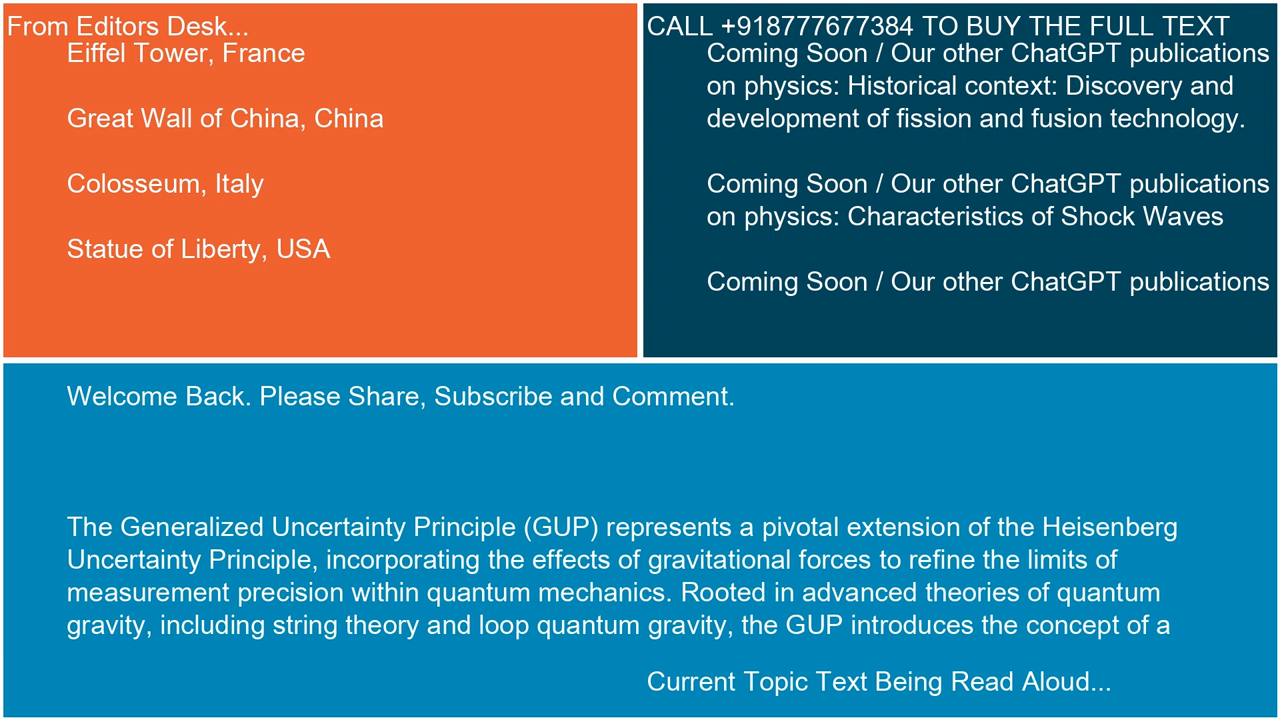 From Editors Desk...
Eiffel Tower, France
Great Wall of China, China
Colosseum, Italy
Statue of Liberty, USA
CALL +918777677384 TO BUY THE FULL TEXT
Coming Soon / Our other ChatGPT publications
on physics: Historical context: Discovery and
development of fission and fusion technology.
Coming Soon / Our other ChatGPT publications
on physics: Characteristics of Shock Waves
Coming Soon / Our other ChatGPT publications
Welcome Back. Please Share, Subscribe and Comment.
The Generalized Uncertainty Principle (GUP) represents a pivotal extension of the Heisenberg
Uncertainty Principle, incorporating the effects of gravitational forces to refine the limits of
measurement precision within quantum mechanics. Rooted in advanced theories of quantum
gravity, including string theory and loop quantum gravity, the GUP introduces the concept of a
Current Topic Text Being Read Aloud...